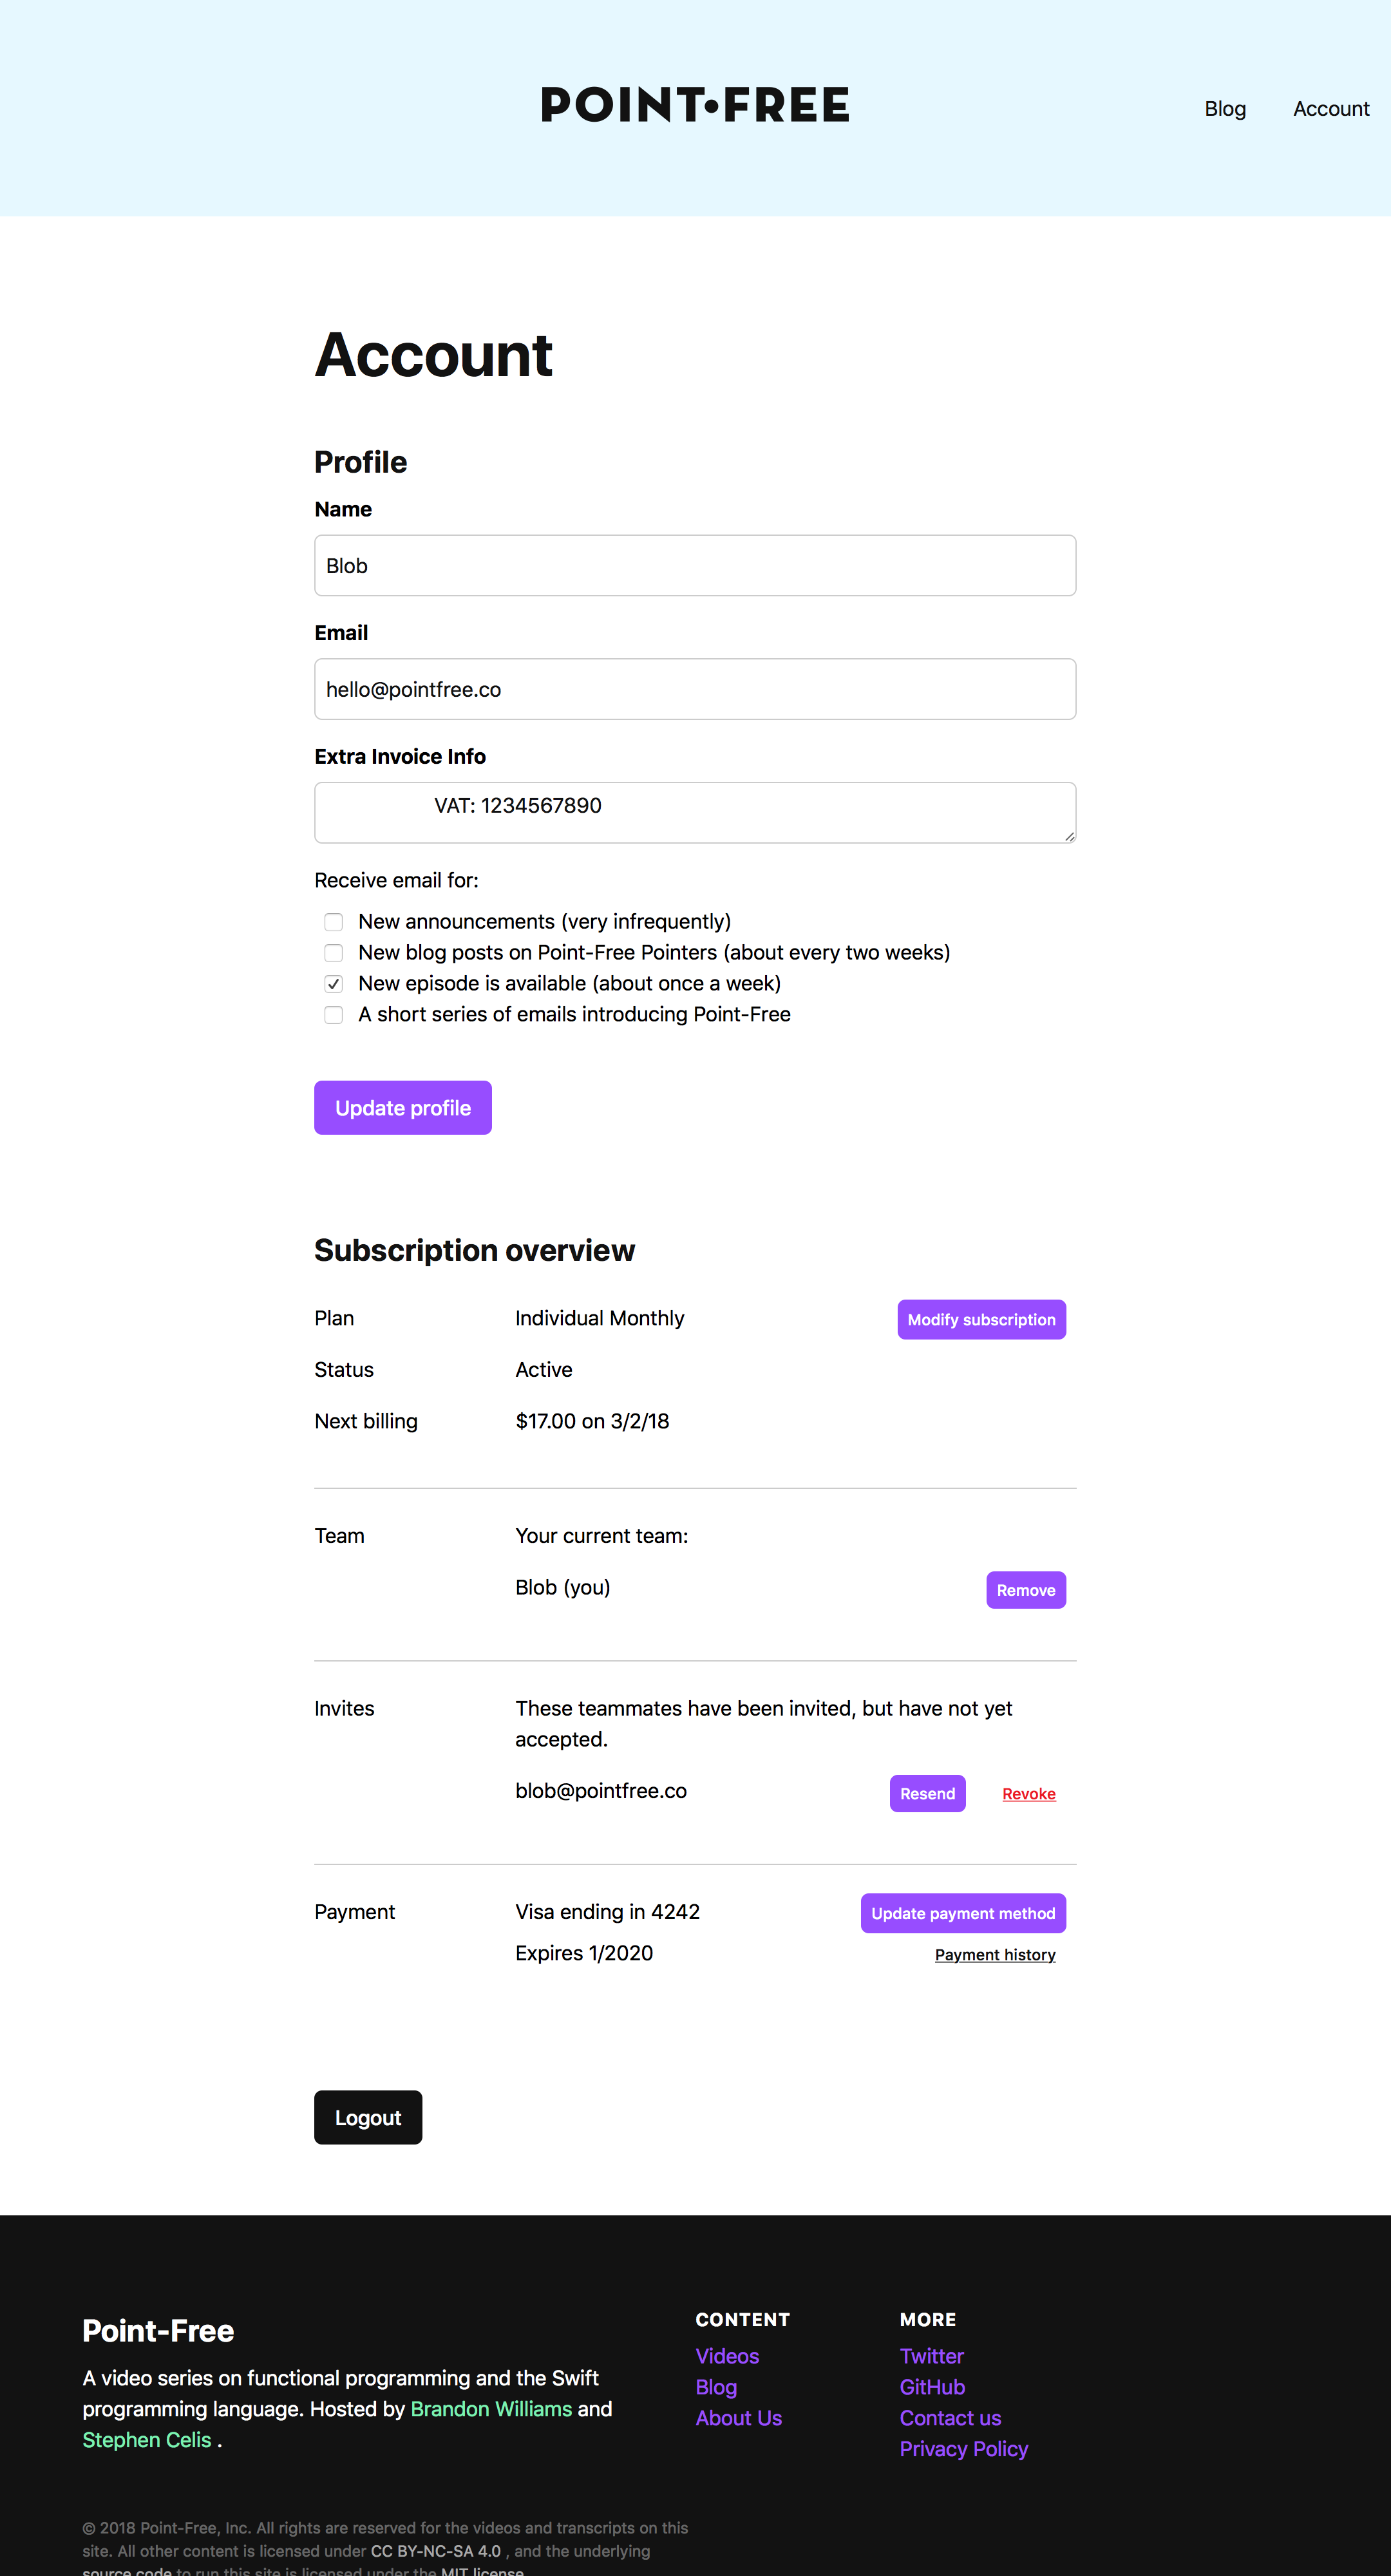 POINT•FREE
Blog
Account
Account
Profile
Name
Blob
Email
hello@pointfree.co
Extra Invoice Info
VAT: 1234567890
Receive email for:
New announcements (very infrequently)
New blog posts on Point-Free Pointers (about every two weeks)
New episode is available (about once a week)
A short series of emails introducing Point-Free
Update profile
Subscription overview
Plan
Individual Monthly
Modify subscription
Status
Active
Next billing
$17.00 on 3/2/18
Team
Your current team:
Blob (you)
Remove
Invites
These teammates have been invited, but have not yet
accepted.
blob@pointfree.co
Resend
Revoke
Payment
Visa ending in 4242
Update payment method
Expires 1/2020
Payment history
Logout
Point-Free
A video series on functional programming and the Swift
programming language. Hosted by Brandon Williams and
Stephen Celis .
CONTENT
Videos
Blog
About Us
MORE
Twitter
GitHub
Contact us
Privacy Policy
© 2018 Point-Free, Inc. All rights are reserved for the videos and transcripts on this
site. All other content is licensed under CC BY-NC-SA 4.0 , and the underlying
source code to run this site is licensed under the MIT license